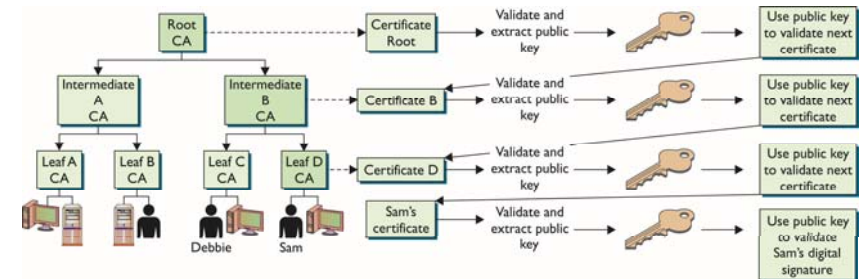 Root
CA
Certificate
Root
Validate and
extract public
key
Use public key
to validate next
certificate
Intermediate
A
CA
Intermediate
B
CA
Certificate B
Validate and
extract public
key
Use public key
to validate next
certificate
Leaf A
CA
Leaf B
CA
Leaf C
CA
Leaf D
CA
Certificate D
Validate and
extract public
key
Use public key
to validate next
certificate
Debbie
Sam
Sam's
certificate
Validate and
extract public
key
Use public key
to validate
Sam's digital
signature